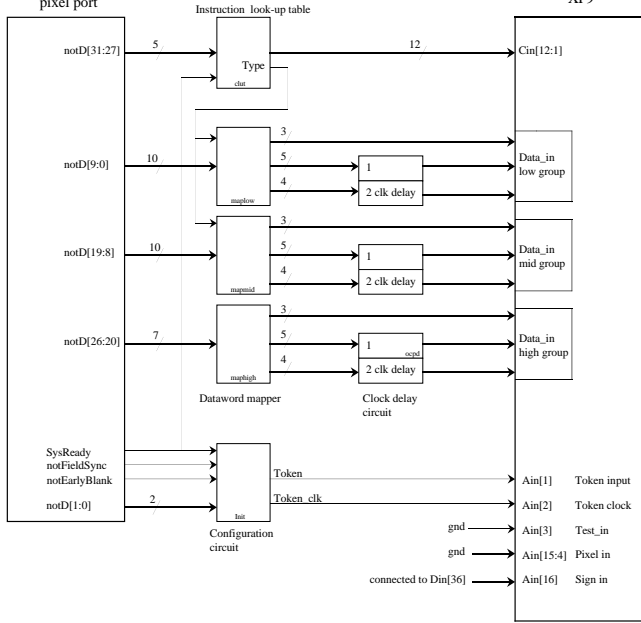 pixel port
Instruction look-up table
notD[31:27]
5
Type
clut
12
Cin[12:1]
notD[9:0]
10
maplow
3
5
4
1
2 clk delay
Data_in
low group
notD[19:8]
10
mapmid
3
5
4
1
2 clk delay
Data_in
mid group
notD[26:20]
7
maphigh
3
5
4
1
ocpd
2 clk delay
Data_in
high group
Dataword mapper
Clock delay
circuit
SysReady
notFieldSync
notEarlyBlank
notD[1:0]
2
Init
Configuration
circuit
Token
Token_clk
Ain[1] Token input
Ain[2] Token clock
gnd
Ain[3] Test_in
gnd
Ain[15:4] Pixel in
connected to Din[36]
Ain[16] Sign in